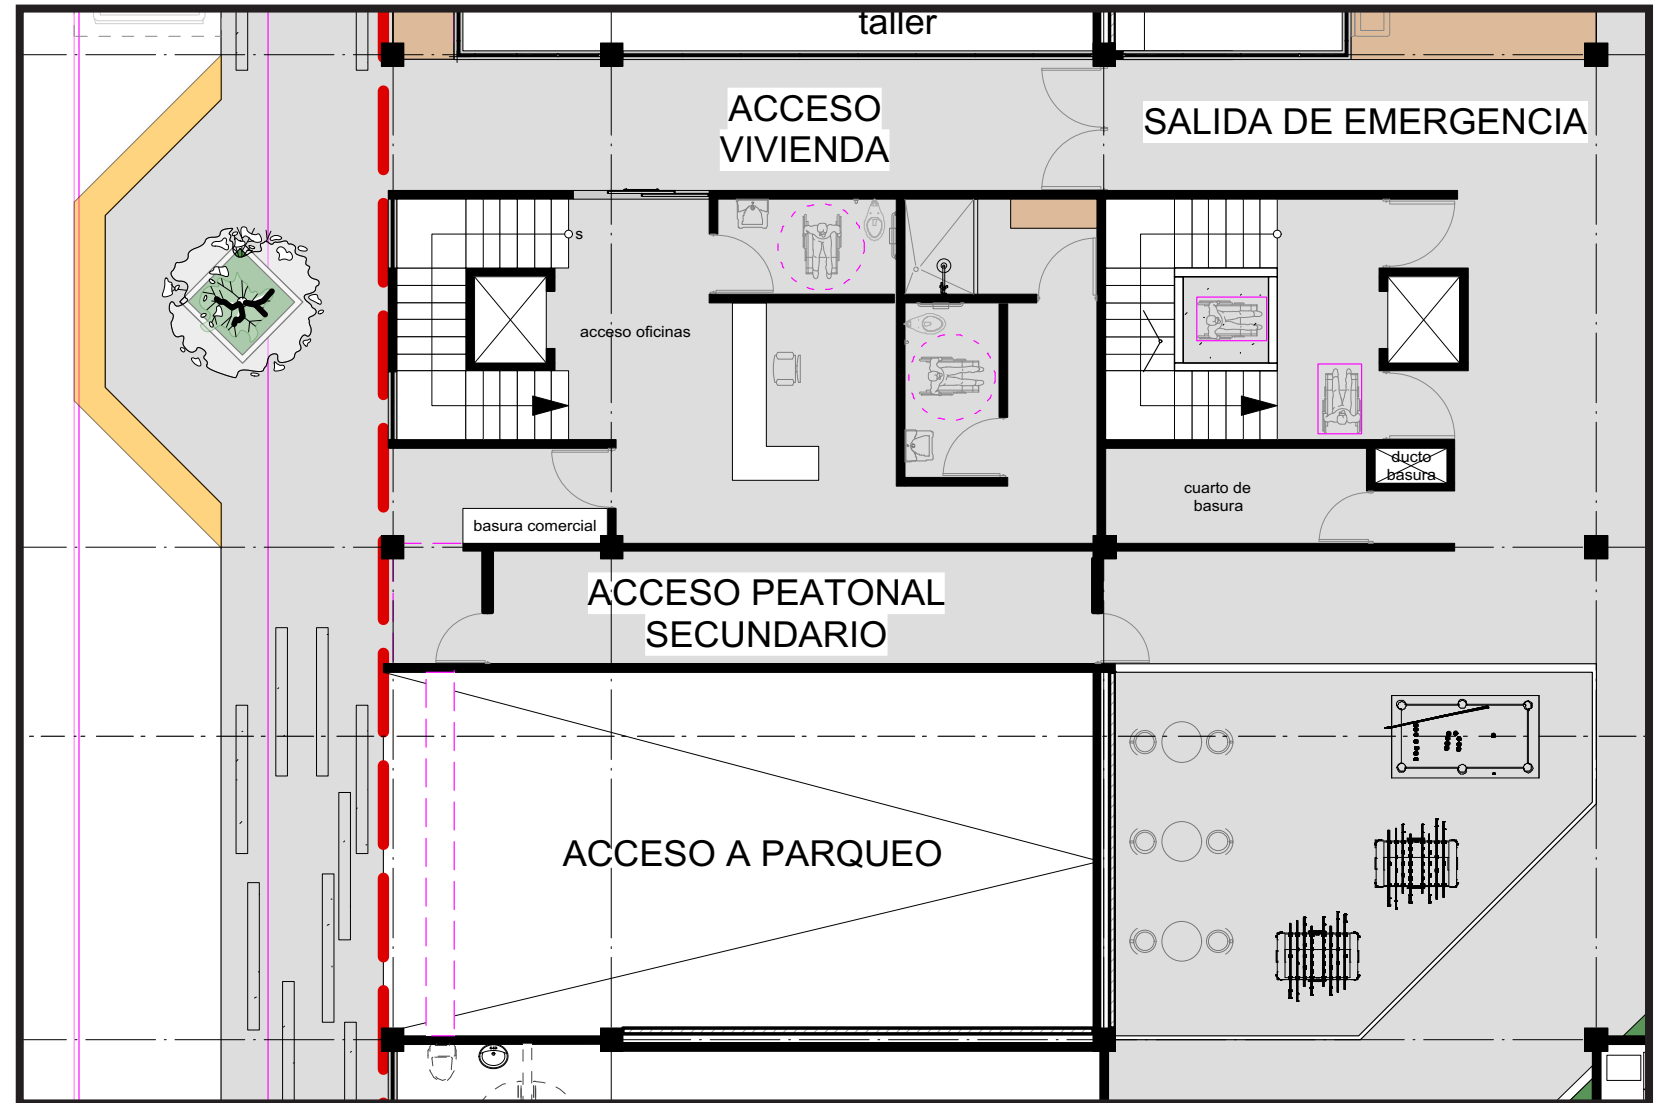 taller
ACCESO
VIVIENDA
SALIDA DE EMERGENCIA
s
acceso oficinas
ducto
basura
cuarto de
basura
basura comercial
ACCESO PEATONAL
SECUNDARIO
ACCESO A PARQUEO